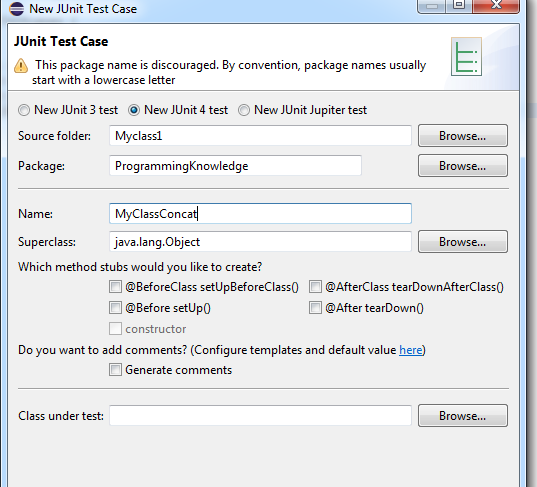 New JUnit Test Case
JUnit Test Case
This package name is discouraged. By convention, package names usually
start with a lowercase letter
New JUnit 3 test New JUnit 4 test New JUnit Jupiter test
Source folder: Myclass1 Browse...
Package: ProgrammingKnowledge Browse...
Name: MyClassConcat
Superclass: java.lang.Object Browse...
Which method stubs would you like to create?
@BeforeClass setUpBeforeClass() @AfterClass tearDownAfterClass()
@Before setUp() @After tearDown()
constructor
Do you want to add comments? (Configure templates and default value here)
Generate comments
Class under test: Browse...